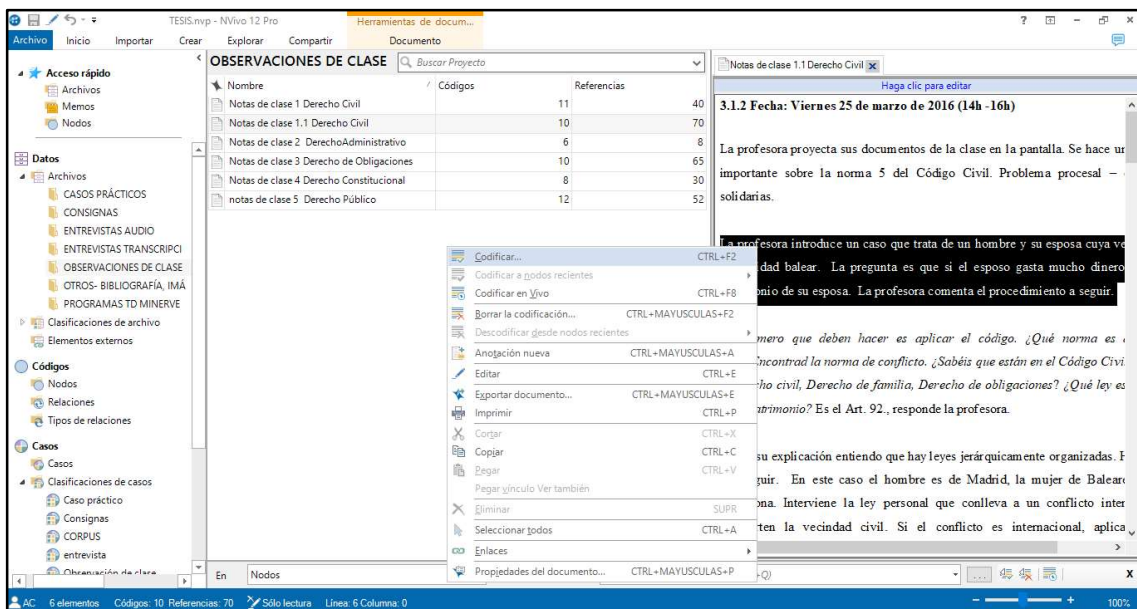 TESIS.nvp - NVivo 12 Pro
Herramientas de docum...
Archivo Inicio Importar Crear Explorar Compartir Documento
Acceso rápido
Archivos
Memos
Nodos
Datos
Archivos
CASOS PRÁCTICOS
CONSIGNAS
ENTREVISTAS AUDIO
ENTREVISTAS TRANSCRIPCI
OBSERVACIONES DE CLASE
OTROS- BIBLIOGRAFÍA, IMÁ
PROGRAMAS TD MINERVE
Clasificaciones de archivo
Elementos externos
Códigos
Nodos
Relaciones
Tipos de relaciones
Casos
Casos
Clasificaciones de casos
Caso práctico
Consignas
CORPUS
entrevista
Observación de clase
OBSERVACIONES DE CLASE Buscar Proyecto
Nombre Códigos Referencias
Notas de clase 1 Derecho Civil 11 40
Notas de clase 1.1 Derecho Civil 10 70
Notas de clase 2 DerechoAdministrativo 6 8
Notas de clase 3 Derecho de Obligaciones 10 65
Notas de clase 4 Derecho Constitucional 8 30
notas de clase 5 Derecho Público 12 52
Codificar... CTRL+F2
Codificar a nodos recientes
Codificar en Vivo CTRL+F8
Borrar la codificación... CTRL+MAYUSCULAS+F2
Descodificar desde nodos recientes
Anotación nueva CTRL+MAYUSCULAS+A
Editar CTRL+E
Exportar documento... CTRL+MAYUSCULAS+E
Imprimir CTRL+P
Cortar CTRL+X
Copiar CTRL+C
Pegar CTRL+V
Pegar vínculo Ver también
Eliminar SUPR
Seleccionar todos CTRL+A
Enlaces
Propiedades del documento... CTRL+MAYUSCULAS+P
Notas de clase 1.1 Derecho Civil
Haga clic para editar
3.1.2 Fecha: Viernes 25 de marzo de 2016 (14h -16h)
La profesora proyecta sus documentos de la clase en la pantalla. Se hace un
importante sobre la norma 5 del Código Civil. Problema procesal –
solidarias.
La profesora introduce un caso que trata de un hombre y su esposa cuya ve
idad balear. La pregunta es que si el esposo gasta mucho dinero
onio de su esposa. La profesora comenta el procedimiento a seguir.
mero que deben hacer es aplicar el código. ¿Qué norma es
ncontrad la norma de conflicto. ¿Sabéis que están en el Código Civi
ho civil, Derecho de familia, Derecho de obligaciones? ¿Qué ley es
atrimonio? Es el Art. 92., responde la profesora.
su explicación entiendo que hay leyes jerárquicamente organizadas. H
guir. En este caso el hombre es de Madrid, la mujer de Baleare
ona. Interviene la ley personal que conlleva a un conflicto inter
rten la vecindad civil. Si el conflicto es internacional, aplica
En Nodos +Q)
AC 6 elementos Códigos: 10 Referencias: 70 Sólo lectura Línea: 6 Columna: 0 100%